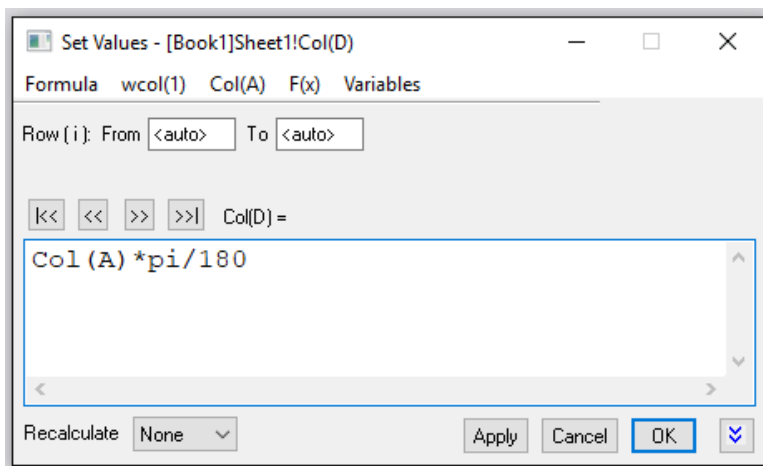 Set Values - [Book1]Sheet1!Col(D)
Formula wcol(1) Col(A) F(x) Variables
Row (i): From <auto> To <auto>
|<< << >> >>| Col(D) =
Col(A)*pi/180
Recalculate None Apply Cancel OK